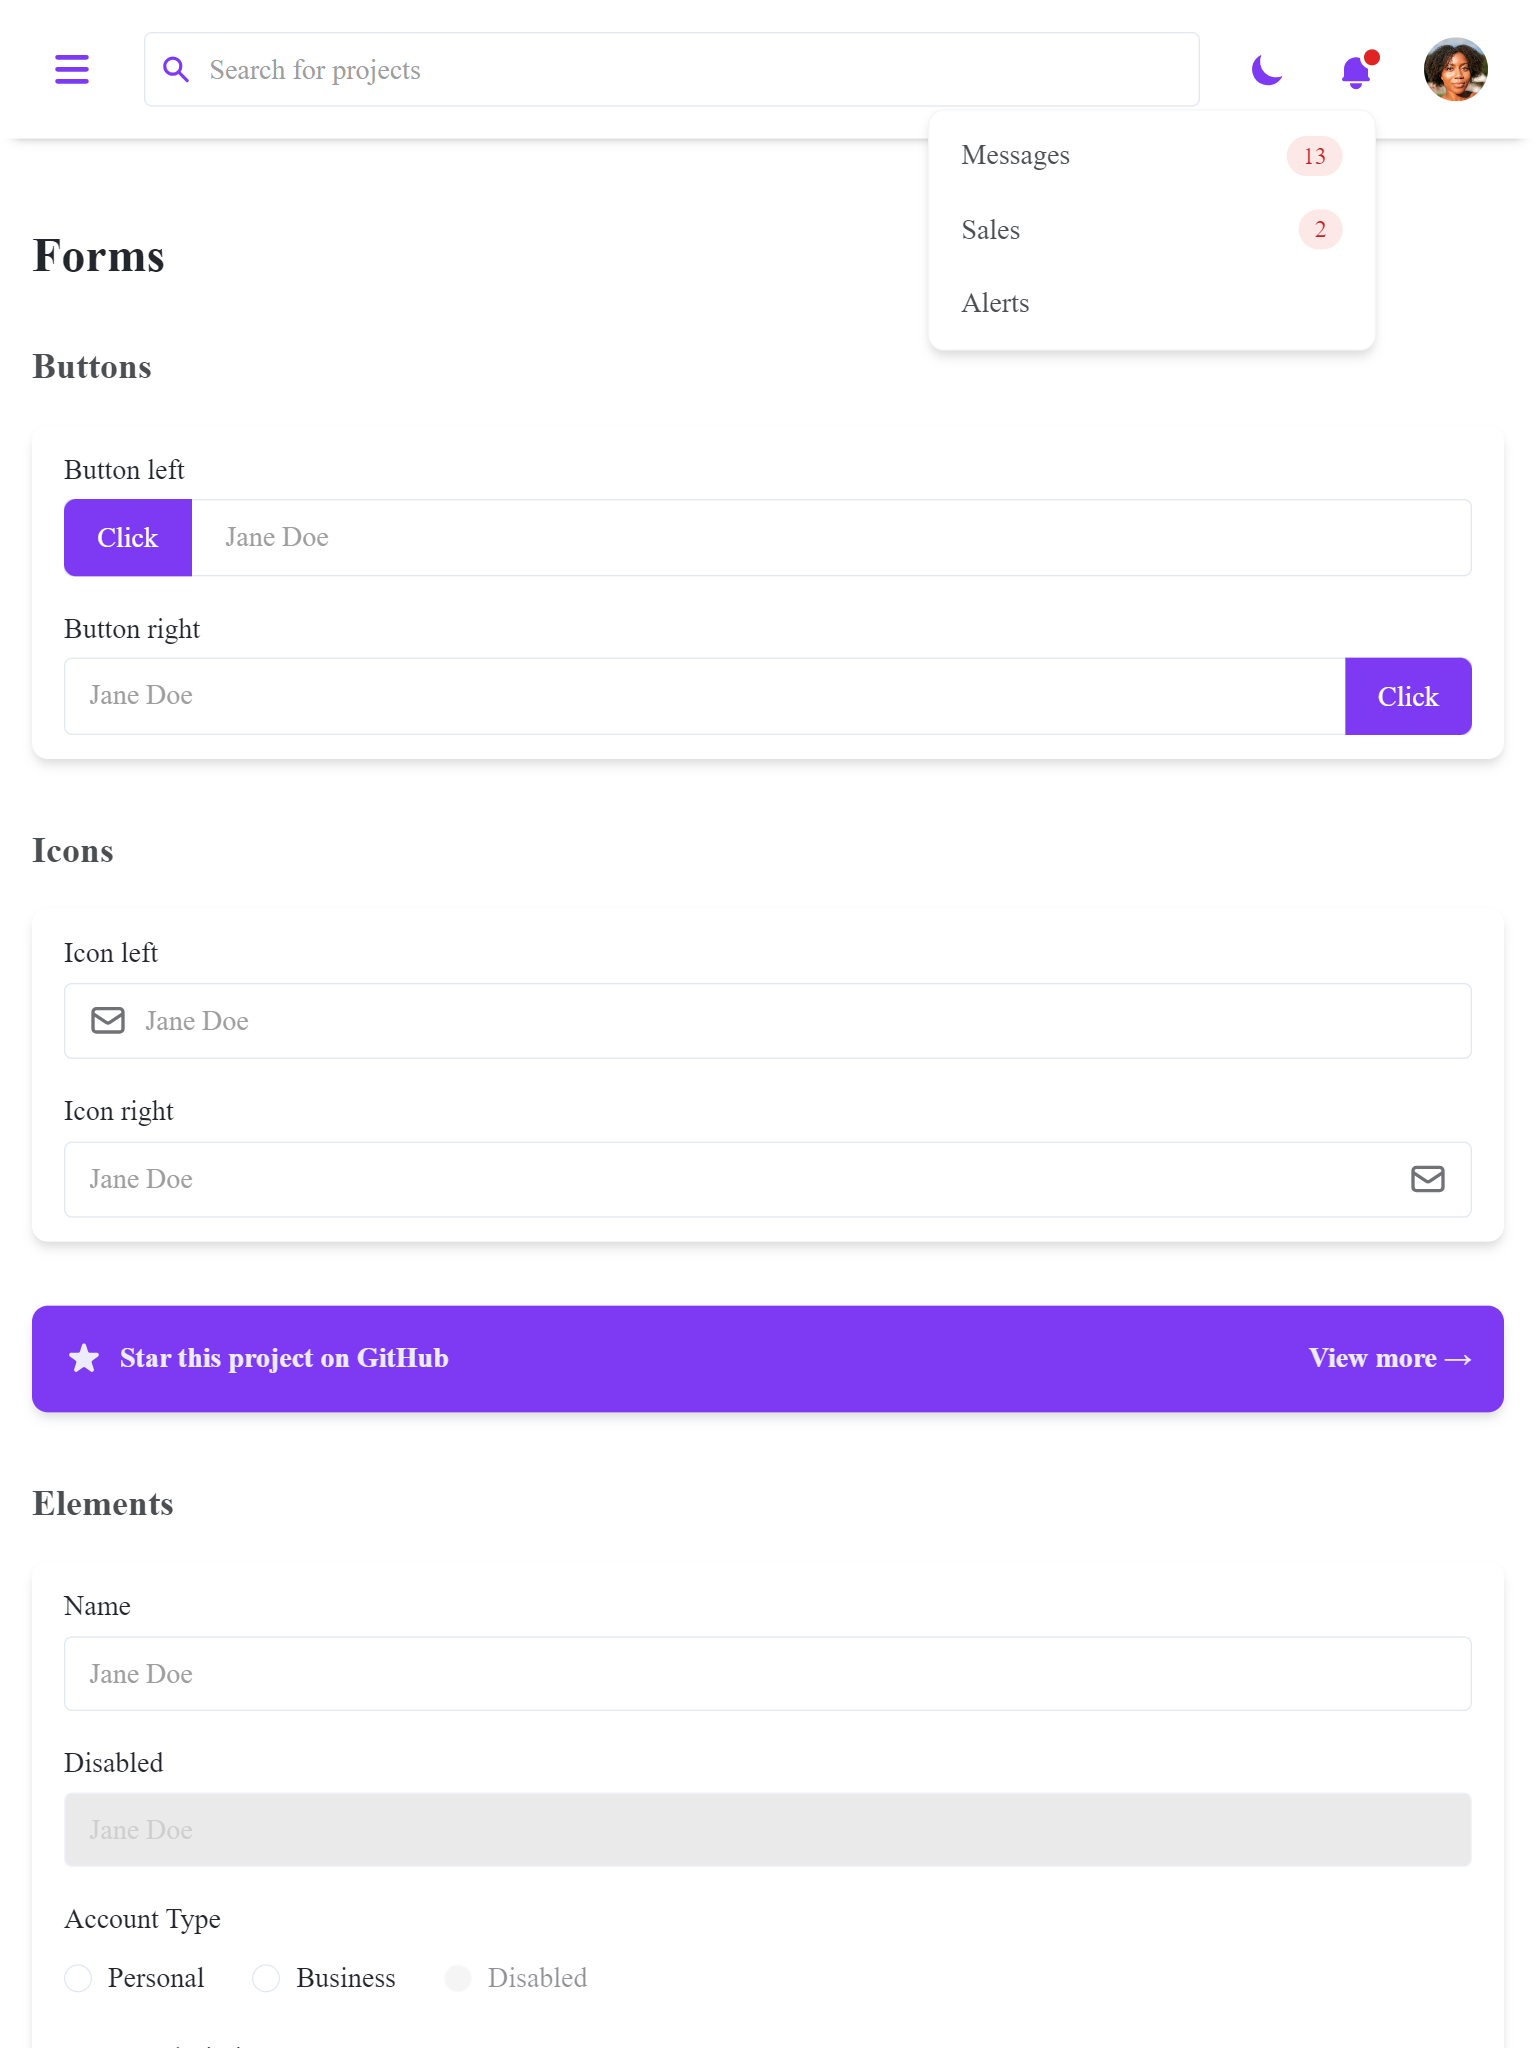 Search for projects
Messages 13
Sales 2
Alerts
Forms
Buttons
Button left
Click Jane Doe
Button right
Jane Doe Click
Icons
Icon left
Jane Doe
Icon right
Jane Doe
Star this project on GitHub View more →
Elements
Name
Jane Doe
Disabled
Jane Doe
Account Type
Personal Business Disabled